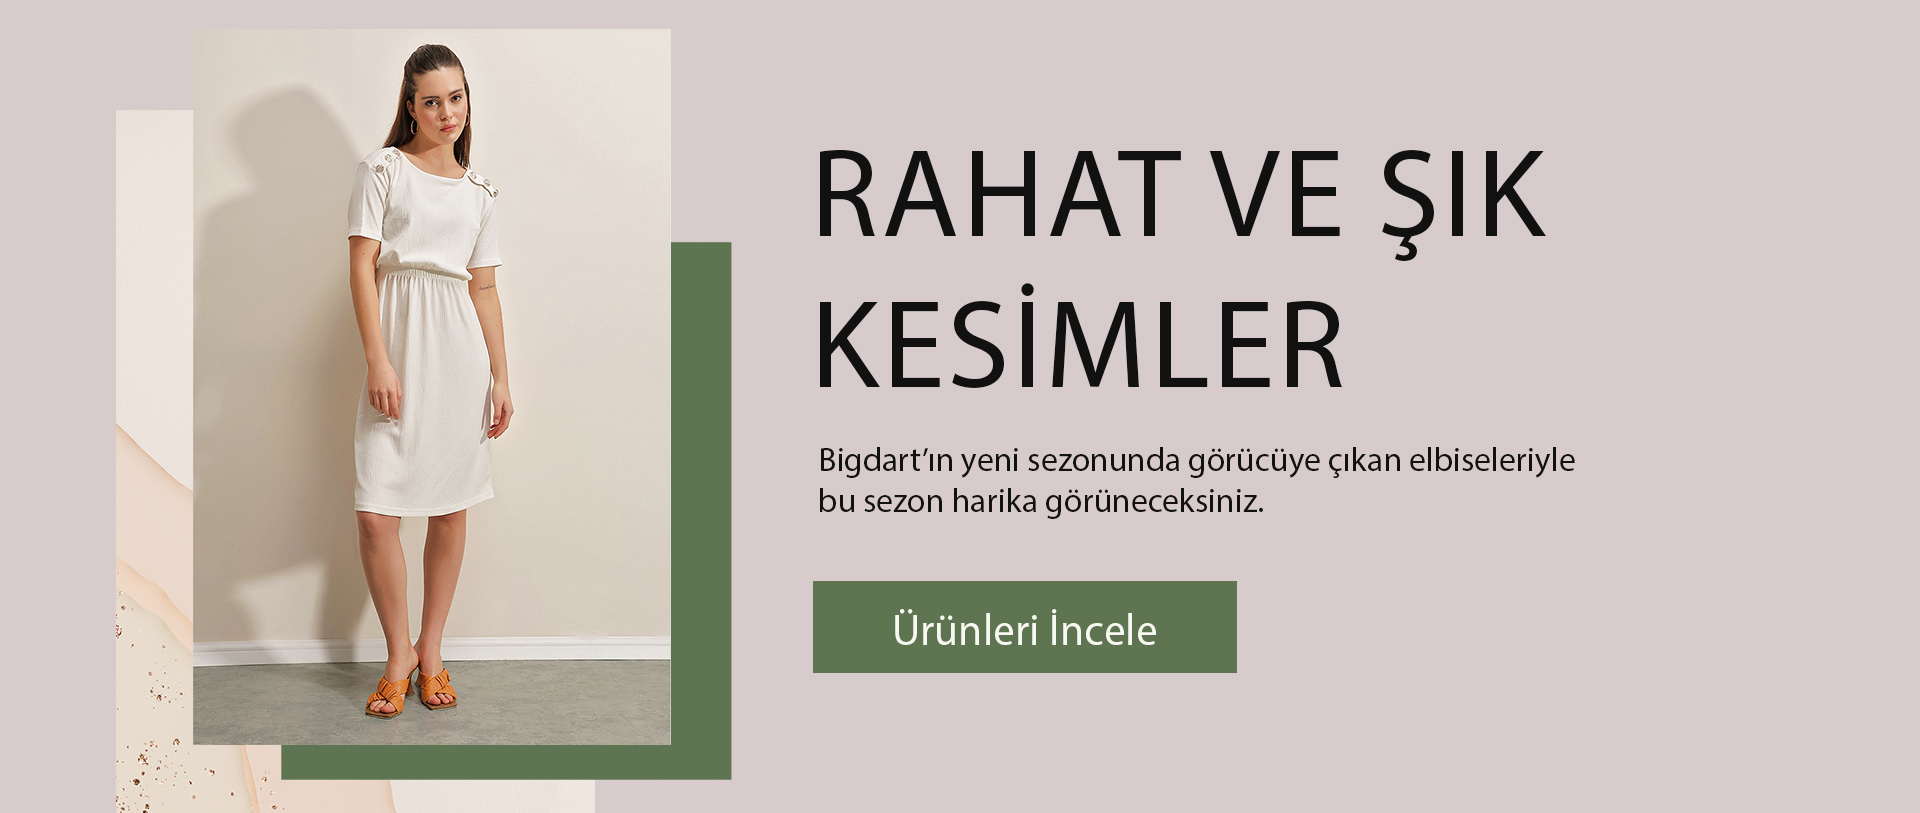 RAHAT VE ŞIK
KESİMLER
Bigdart’ın yeni sezonunda görücüye çıkan elbiseleriyle
bu sezon harika görüneceksiniz.
Ürünleri İncele